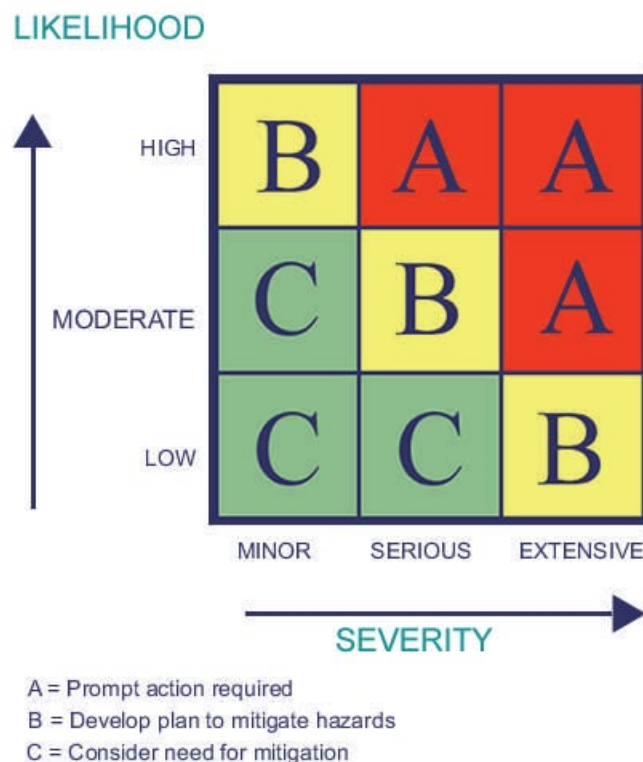 LIKELIHOOD
HIGH B A A
MODERATE C B A
LOW C C B
MINOR SERIOUS EXTENSIVE
SEVERITY
A = Prompt action required
B = Develop plan to mitigate hazards
C = Consider need for mitigation